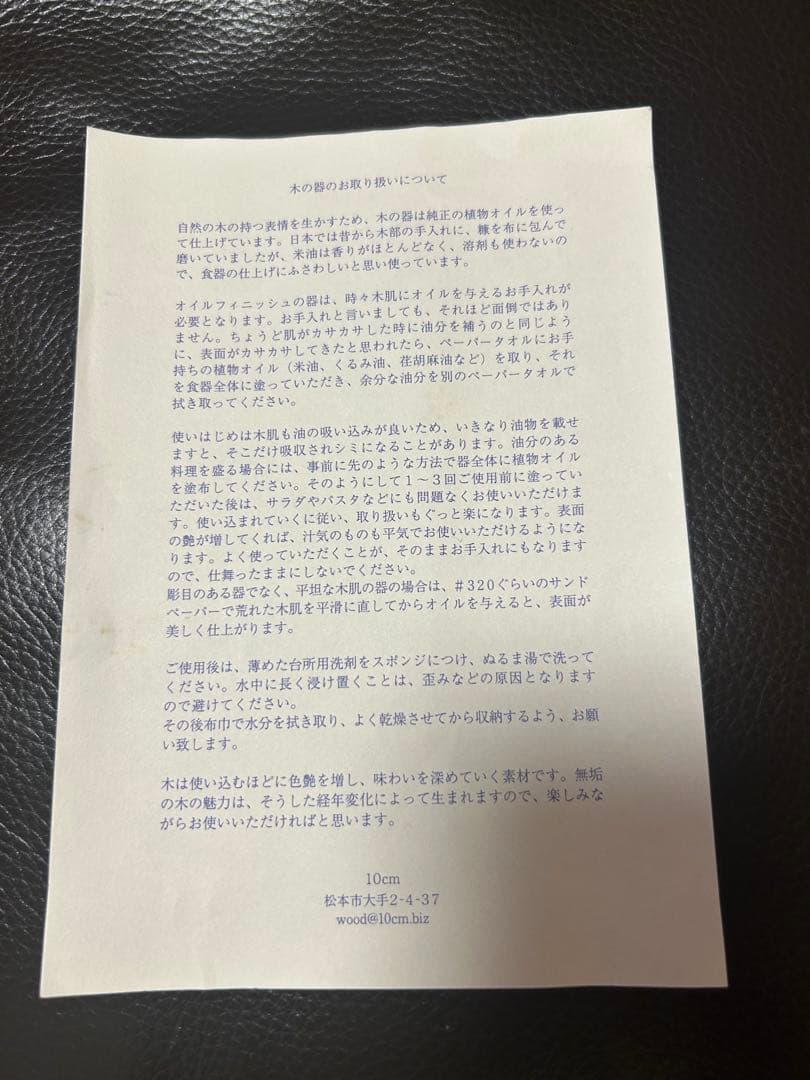 木の器のお取り扱いについて
自然の木の持つ表情を生かすため、木の器は純正の植物オイルを使っ
て仕上げています。日本では昔から木部の手入れに、糠を布に包んで
磨いていましたが、米油は香りがほとんどなく、溶剤も使わないの
で、食器の仕上げにふさわしいと思い使っています。
オイルフィニッシュの器は、時々木肌にオイルを与えるお手入れが
必要となります。お手入れと言いましても、それほど面倒ではあり
ません。ちょうど肌がカサカサした時に油分を補うのと同じよう
に、表面がカサカサしてきたと思われたら、ペーパータオルにお手
持ちの植物オイル（米油、くるみ油、荏胡麻油など）を取り、それ
を食器全体に塗っていただき、余分な油分を別のペーパータオルで
拭き取ってください。
使いはじめは木肌も油の吸い込みが良いため、いきなり油物を載せ
ますと、そこだけ吸収されシミになることがあります。油分のある
料理を盛る場合には、事前に先のような方法で器全体に植物オイル
を塗布してください。そのようにして１〜３回ご使用前に塗ってい
ただいた後は、サラダやパスタなどにも問題なくお使いいただけま
す。使い込まれていくに従い、取り扱いもぐっと楽になります。表面
の艶が増してくれば、汁気のものも平気でお使いいただけるようにな
ります。よく使っていただくことが、そのままお手入れにもなります
ので、仕舞ったままにしないでください。
彫目のある器でなく、平坦な木肌の器の場合は、＃320ぐらいのサンド
ペーパーで荒れた木肌を平滑に直してからオイルを与えると、表面が
美しく仕上がります。
ご使用後は、薄めた台所用洗剤をスポンジにつけ、ぬるま湯で洗って
ください。水中に長く浸け置くことは、歪みなどの原因となります
ので避けてください。
その後布巾で水分を拭き取り、よく乾燥させてから収納するよう、お願
い致します。
木は使い込むほどに色艶を増し、味わいを深めていく素材です。無垢
の木の魅力は、そうした経年変化によって生まれますので、楽しみな
がらお使いいただければと思います。
10cm
松本市大手2-4-37
wood@10cm.biz